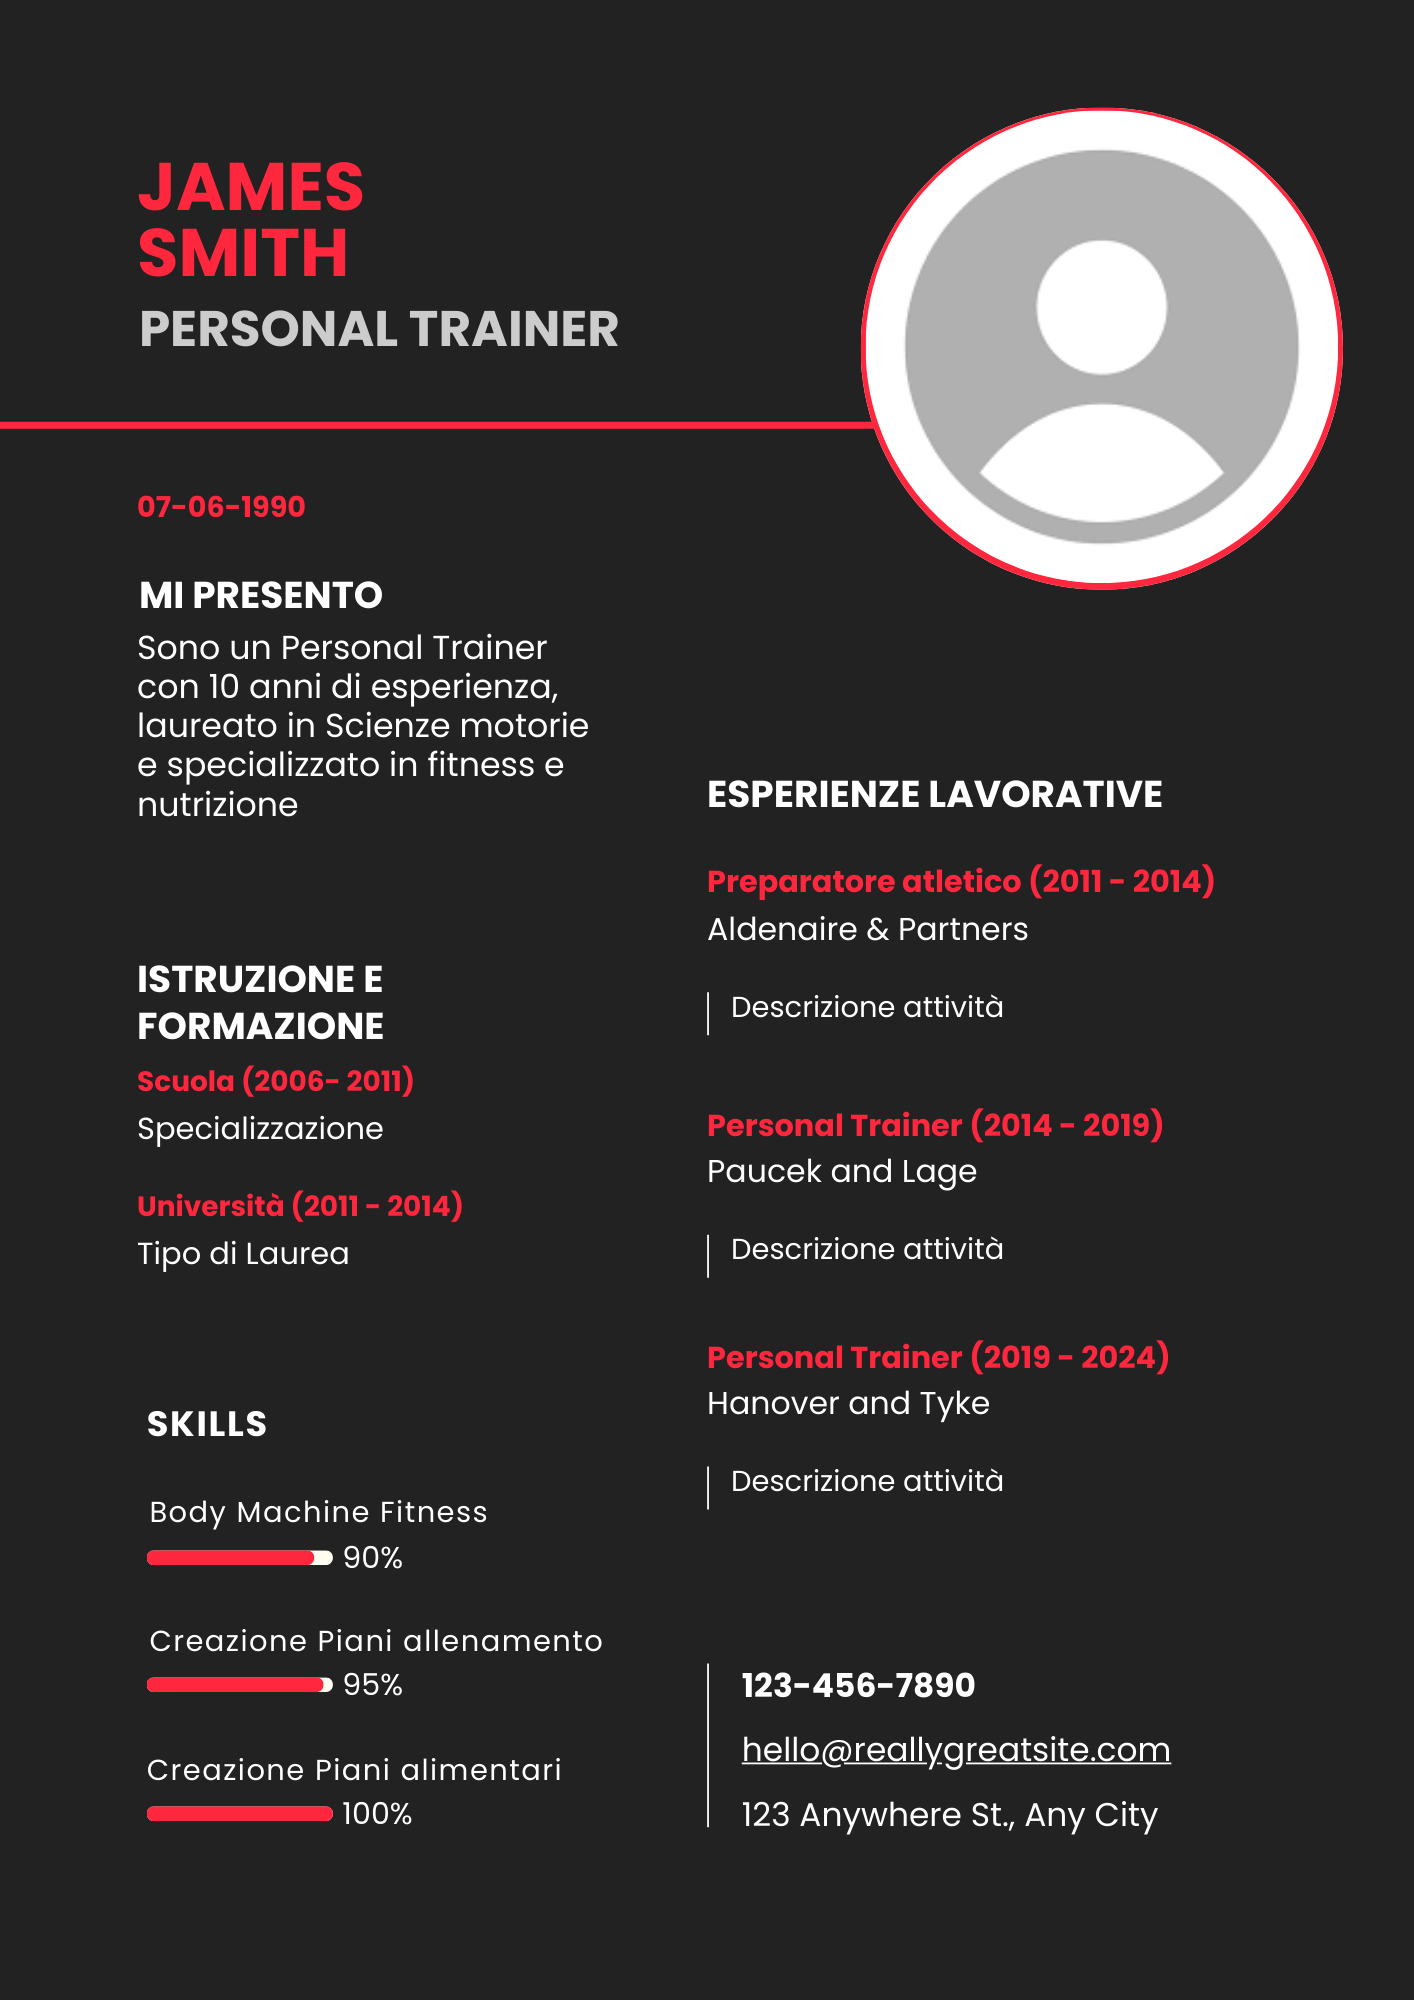 JAMES
SMITH
PERSONAL TRAINER
07-06-1990
MI PRESENTO
Sono un Personal Trainer
con 10 anni di esperienza,
laureato in Scienze motorie
e specializzato in fitness e
nutrizione
ISTRUZIONE E
FORMAZIONE
Scuola (2006- 2011)
Specializzazione
Università (2011 - 2014)
Tipo di Laurea
SKILLS
Body Machine Fitness
90%
Creazione Piani allenamento
95%
Creazione Piani alimentari
100%
ESPERIENZE LAVORATIVE
Preparatore atletico (2011 - 2014)
Aldenaire & Partners
Descrizione attività
Personal Trainer (2014 - 2019)
Paucek and Lage
Descrizione attività
Personal Trainer (2019 - 2024)
Hanover and Tyke
Descrizione attività
123-456-7890
hello@reallygreatsite.com
123 Anywhere St., Any City